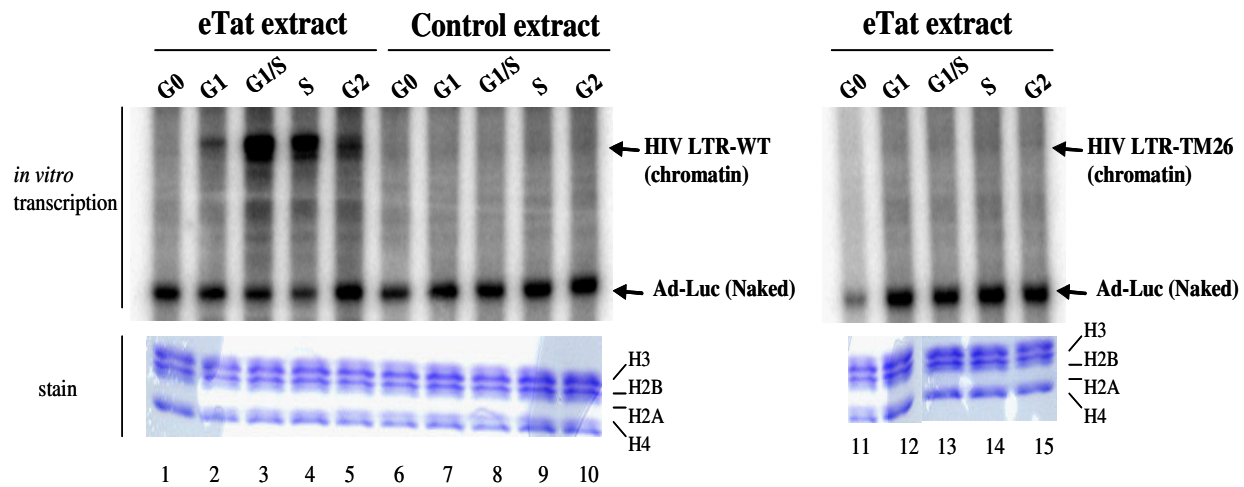 eTat extract Control extract eTat extract
G0 G1 G1/S S G2 G0 G1 G1/S S G2 G0 G1 G1/S S G2
HIV LTR-WT
(chromatin)
HIV LTR-TM26
(chromatin)
in vitro
transcription
Ad-Luc (Naked)
Ad-Luc (Naked)
stain
H3
H2B
H2A
H4
H3
H2B
H2A
H4
1 2 3 4 5 6 7 8 9 10 11 12 13 14 15